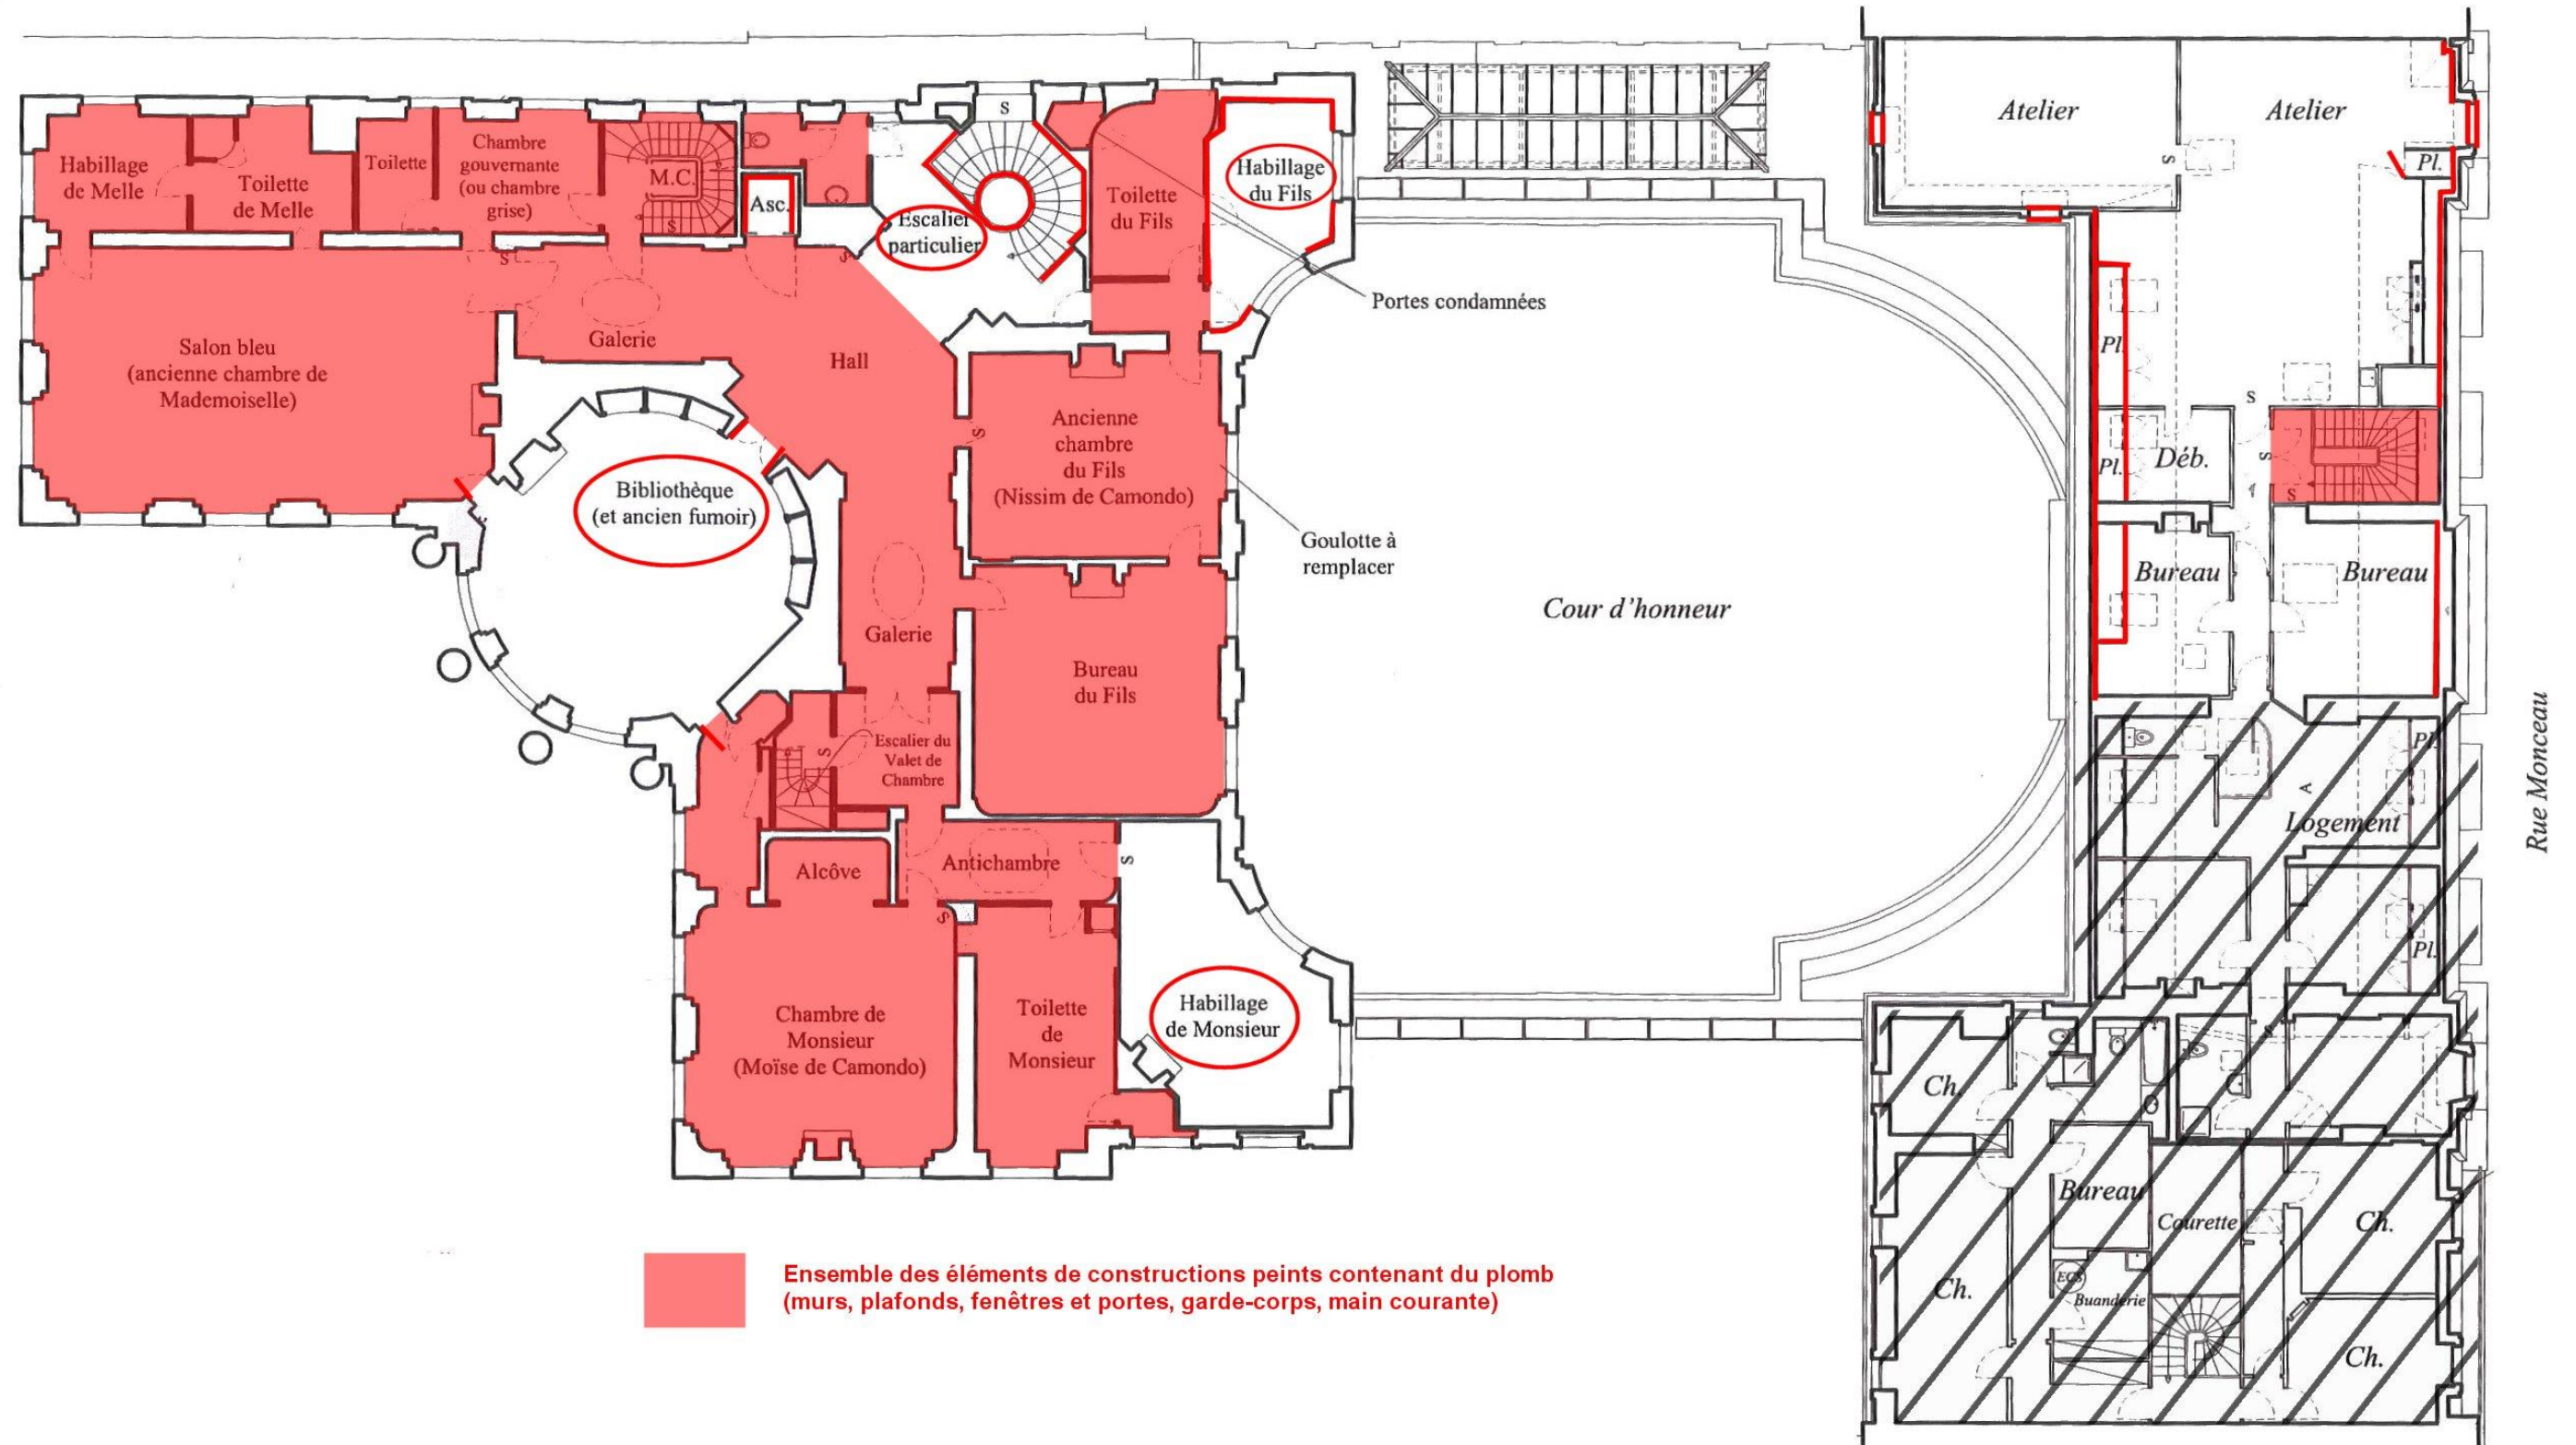 Habillage
de Melle
Toilette
de Melle
Toilette
Chambre
gouvernante
(ou chambre
grise)
M.C.
S
Asc.
S
Escalier
particulier
S
Toilette
du Fils
Habillage
du Fils
Portes condamnées
S
Galerie
Hall
Salon bleu
(ancienne chambre de
Mademoiselle)
S
Ancienne
chambre
du Fils
(Nissim de Camondo)
Goulotte à
remplacer
Bibliothèque
(et ancien fumoir)
Galerie
Bureau
du Fils
S
Escalier du
Valet de
Chambre
Alcôve
Antichambre
S
S
Chambre de
Monsieur
(Moïse de Camondo)
Toilette
de
Monsieur
Habillage
de Monsieur
Cour d'honneur
Atelier
Atelier
S
Pl.
Pl.
S
Pl.
Déb.
S
S
Bureau
Bureau
Rue Monceau
Pl.
A
Logement
Pl.
S
Ch.
Bureau
Courette
Ch.
Ch.
ECS
Buanderie
Ch.
Ensemble des éléments de constructions peints contenant du plomb
(murs, plafonds, fenêtres et portes, garde-corps, main courante)